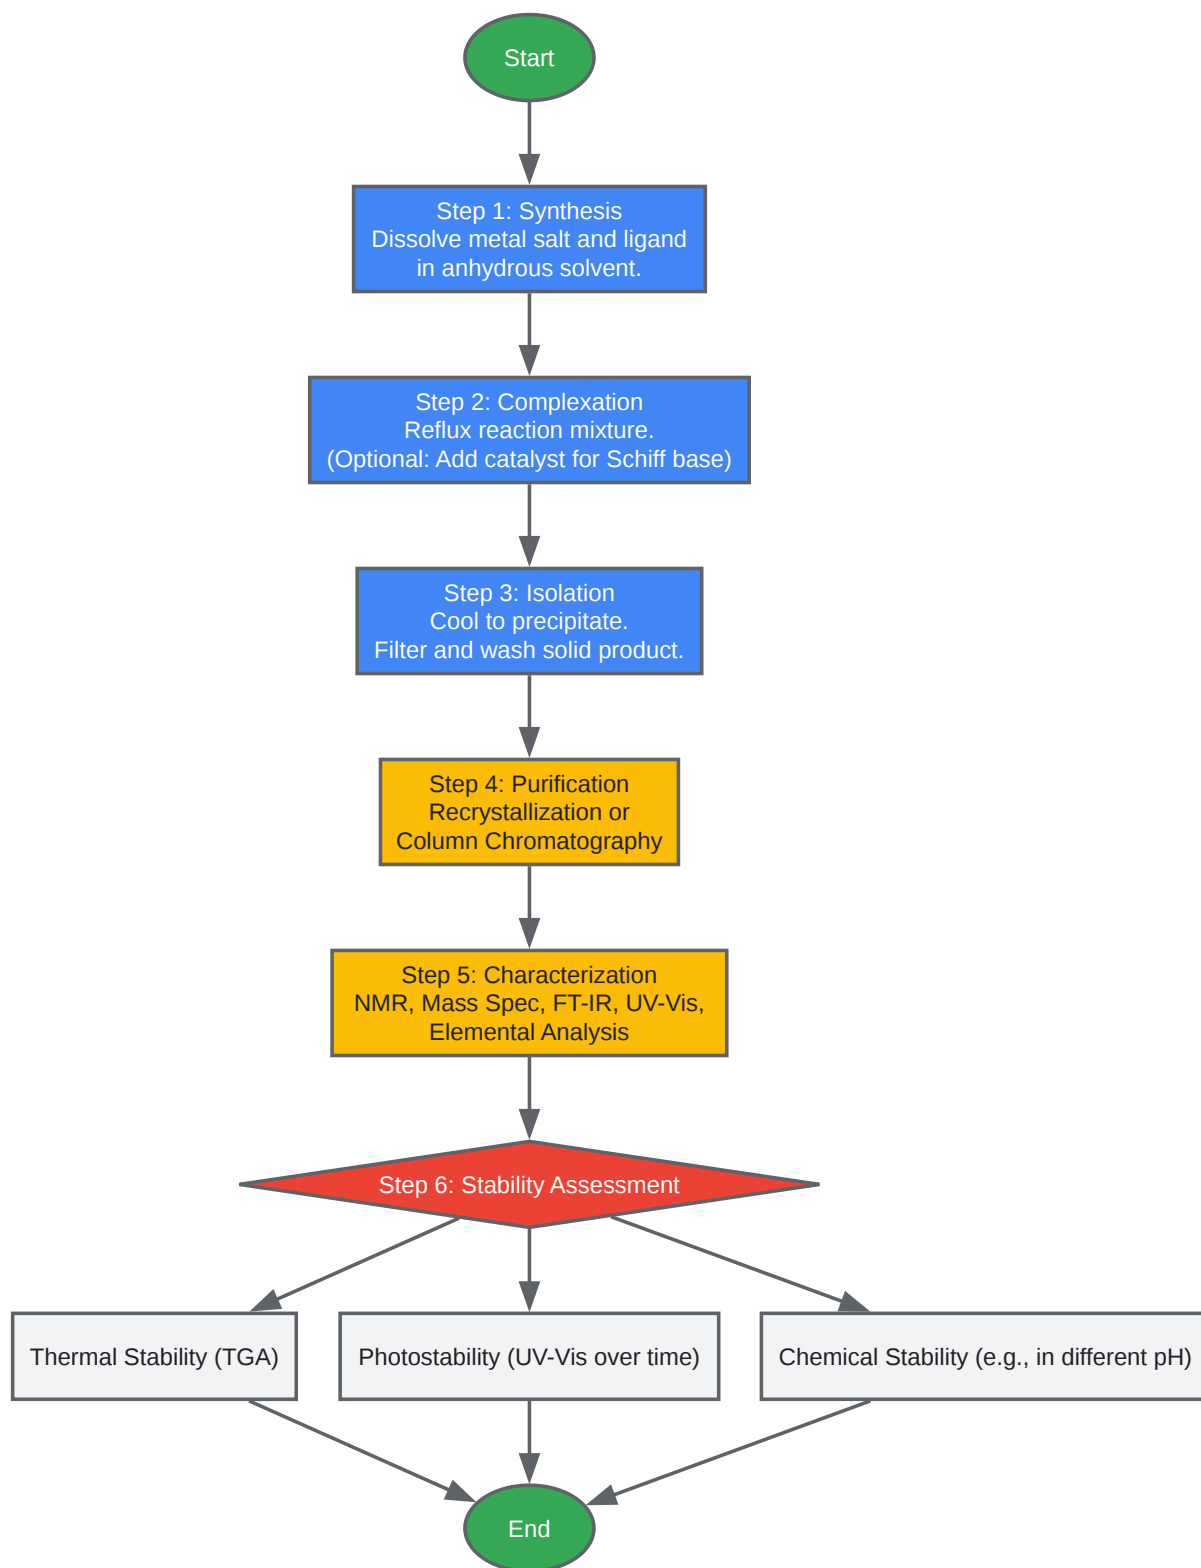 Start
Step 1: Synthesis
Dissolve metal salt and ligand
in anhydrous solvent.
Step 2: Complexation
Reflux reaction mixture.
(Optional: Add catalyst for Schiff base)
Step 3: Isolation
Cool to precipitate.
Filter and wash solid product.
Step 4: Purification
Recrystallization or
Column Chromatography
Step 5: Characterization
NMR, Mass Spec, FT-IR, UV-Vis,
Elemental Analysis
Step 6: Stability Assessment
Thermal Stability (TGA)
Photostability (UV-Vis over time)
Chemical Stability (e.g., in different pH)
End